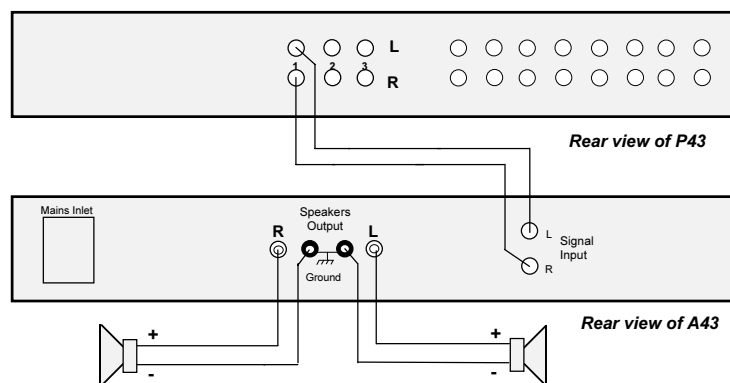 L
1 2 3
R
Rear view of P43
Mains Inlet
Speakers
Output
R L
Ground
L
Signal
Input
R
Rear view of A43
+ +
- -